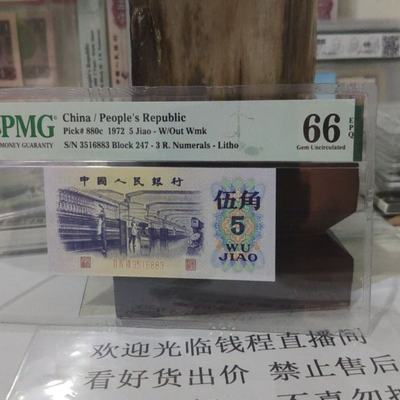 PMG
MONEY GUARANTY
China / People's Republic
Pick# 880c 1972 5 Jiao - W/Out Wmk
S/N 3516883 Block 247 - 3 R. Numerals - Litho
66 EPQ
Gem Uncirculated
中国人民银行
伍角
5
WU
JIAO
3516883
欢迎光临钱程直播间
看好货出价 禁止售后